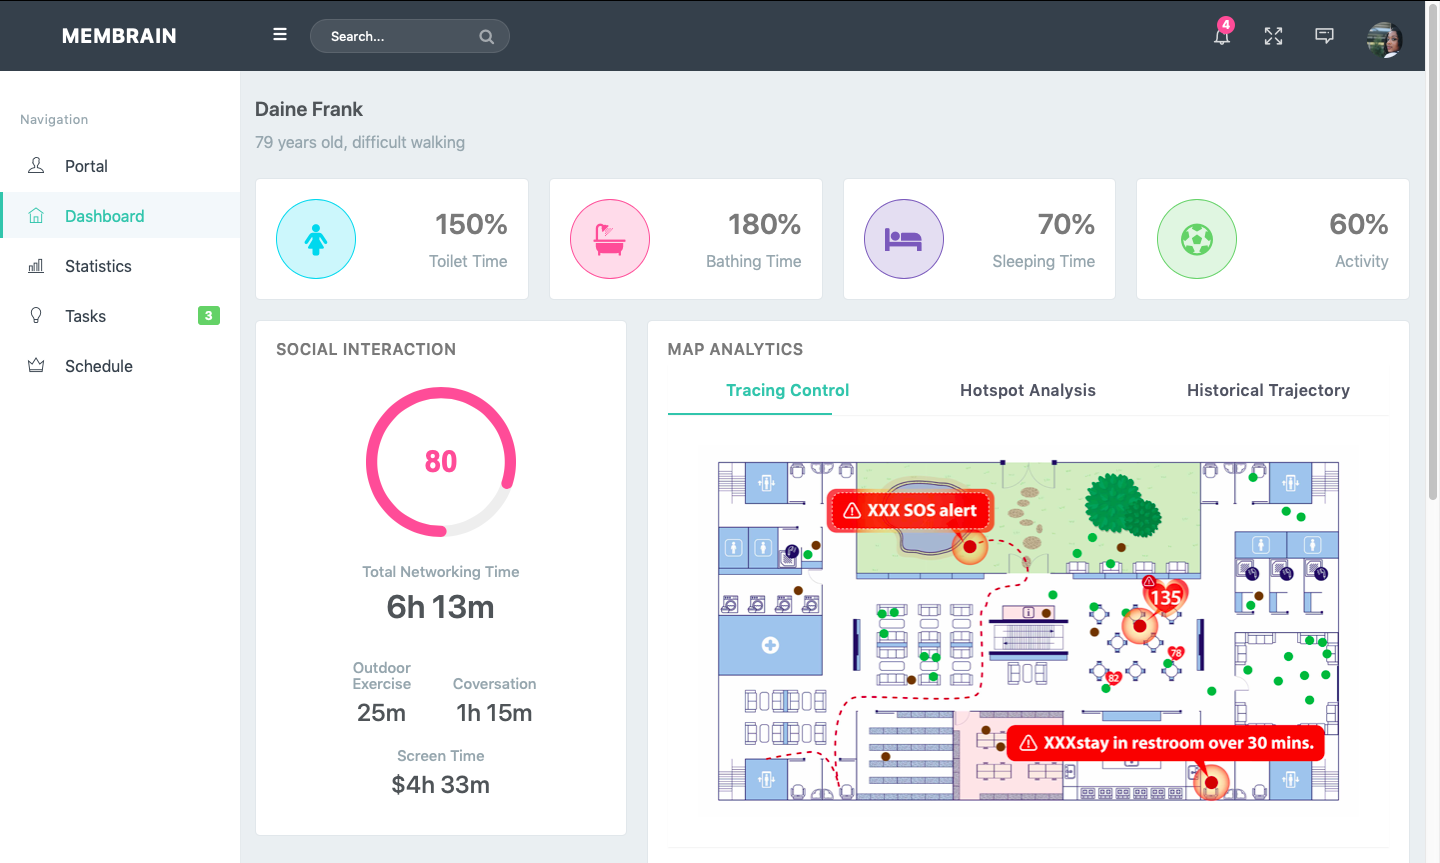 MEMBRAIN
Search...
4
Daine Frank
79 years old, difficult walking
Navigation
Portal
Dashboard
Statistics
Tasks
3
Schedule
150%
Toilet Time
180%
Bathing Time
70%
Sleeping Time
60%
Activity
SOCIAL INTERACTION
80
Total Networking Time
6h 13m
Outdoor
Exercise
25m
Coversation
1h 15m
Screen Time
$4h 33m
MAP ANALYTICS
Tracing Control
Hotspot Analysis
Historical Trajectory
XXX SOS alert
135
78
82
XXXstay in restroom over 30 mins.